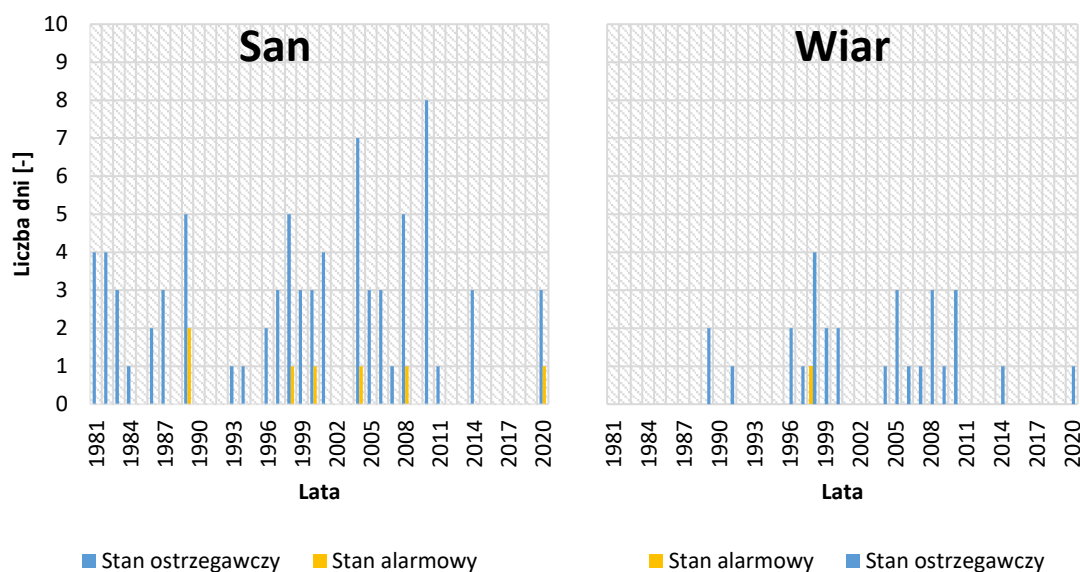 San
Wiar
Liczba dni [-]
10
9
8
7
6
5
4
3
2
1
0
1981 1984 1987 1990 1993 1996 1999 2002 2005 2008 2011 2014 2017 2020
1981 1984 1987 1990 1993 1996 1999 2002 2005 2008 2011 2014 2017 2020
Lata
Lata
Stan ostrzegawczy Stan alarmowy
Stan alarmowy Stan ostrzegawczy